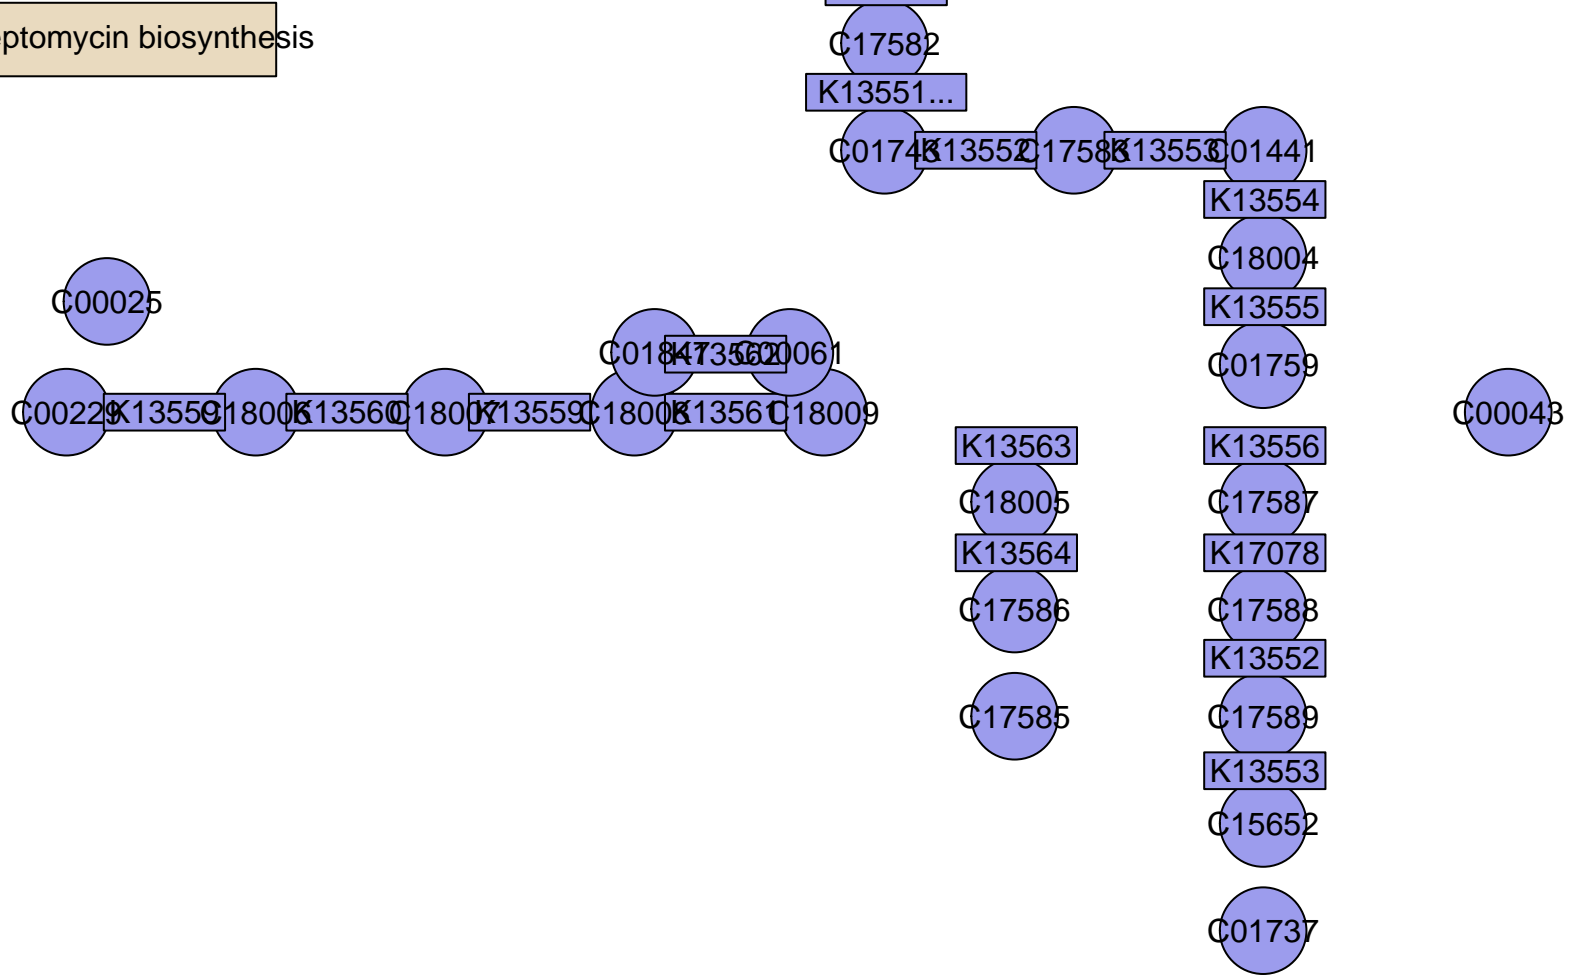 eptomycin biosynthesis
C17582
K13551...
C01743
K13552
C17583
K13553
C01441
K13554
C18004
K13555
C01759
C00025
C01847
K13562
C00061
C00229
K13559
C18006
K13560
C18007
K13559
C18008
K13561
C18009
C00043
K13563
K13556
C18005
C17587
K13564
K17078
C17586
C17588
K13552
C17585
C17589
K13553
C15652
C01737